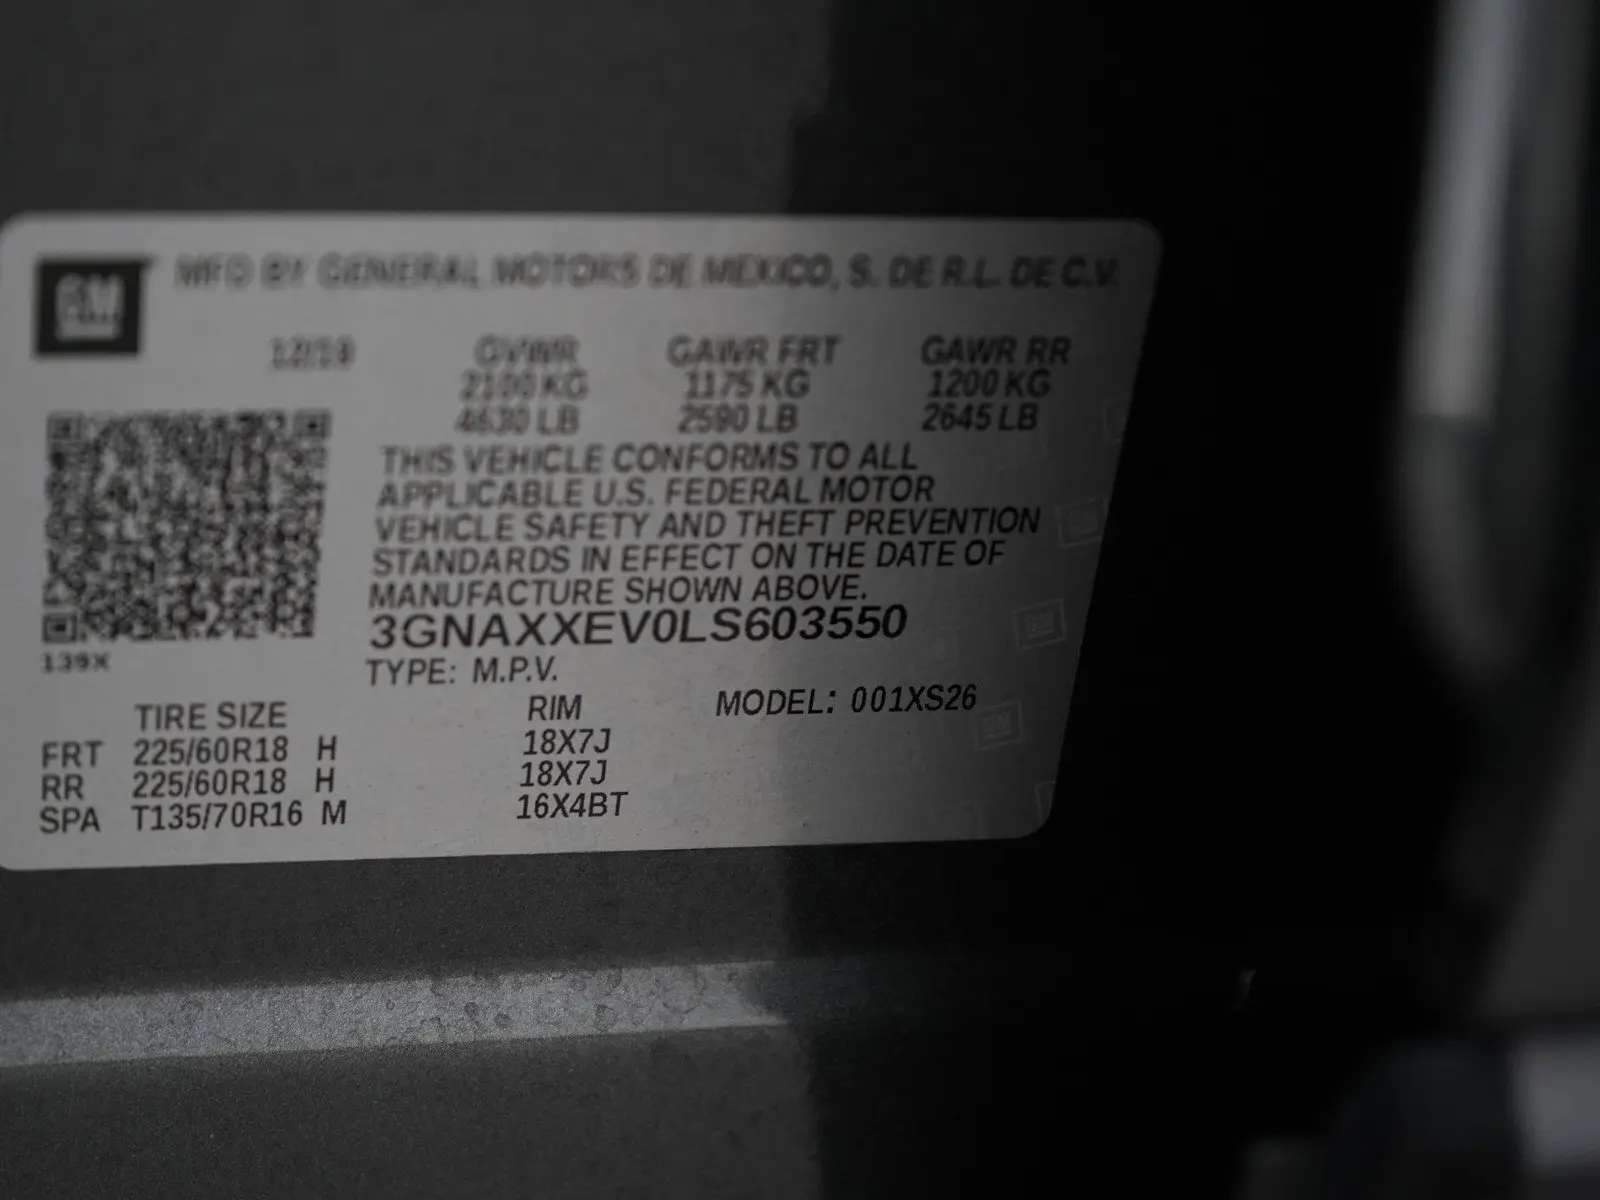 GM
MFD BY GENERAL MOTORS DE MEXICO, S. DE R.L. DE C.V.
12/19 GVWR GAWR FRT GAWR RR
2100 KG 1175 KG 1200 KG
4630 LB 2590 LB 2645 LB
THIS VEHICLE CONFORMS TO ALL
APPLICABLE U.S. FEDERAL MOTOR
VEHICLE SAFETY AND THEFT PREVENTION
STANDARDS IN EFFECT ON THE DATE OF
MANUFACTURE SHOWN ABOVE.
3GNAXXEV0LS603550
139X
TYPE: M.P.V.
MODEL: 001XS26
TIRE SIZE RIM
FRT 225/60R18 H 18X7J
RR 225/60R18 H 18X7J
SPA T135/70R16 M 16X4BT